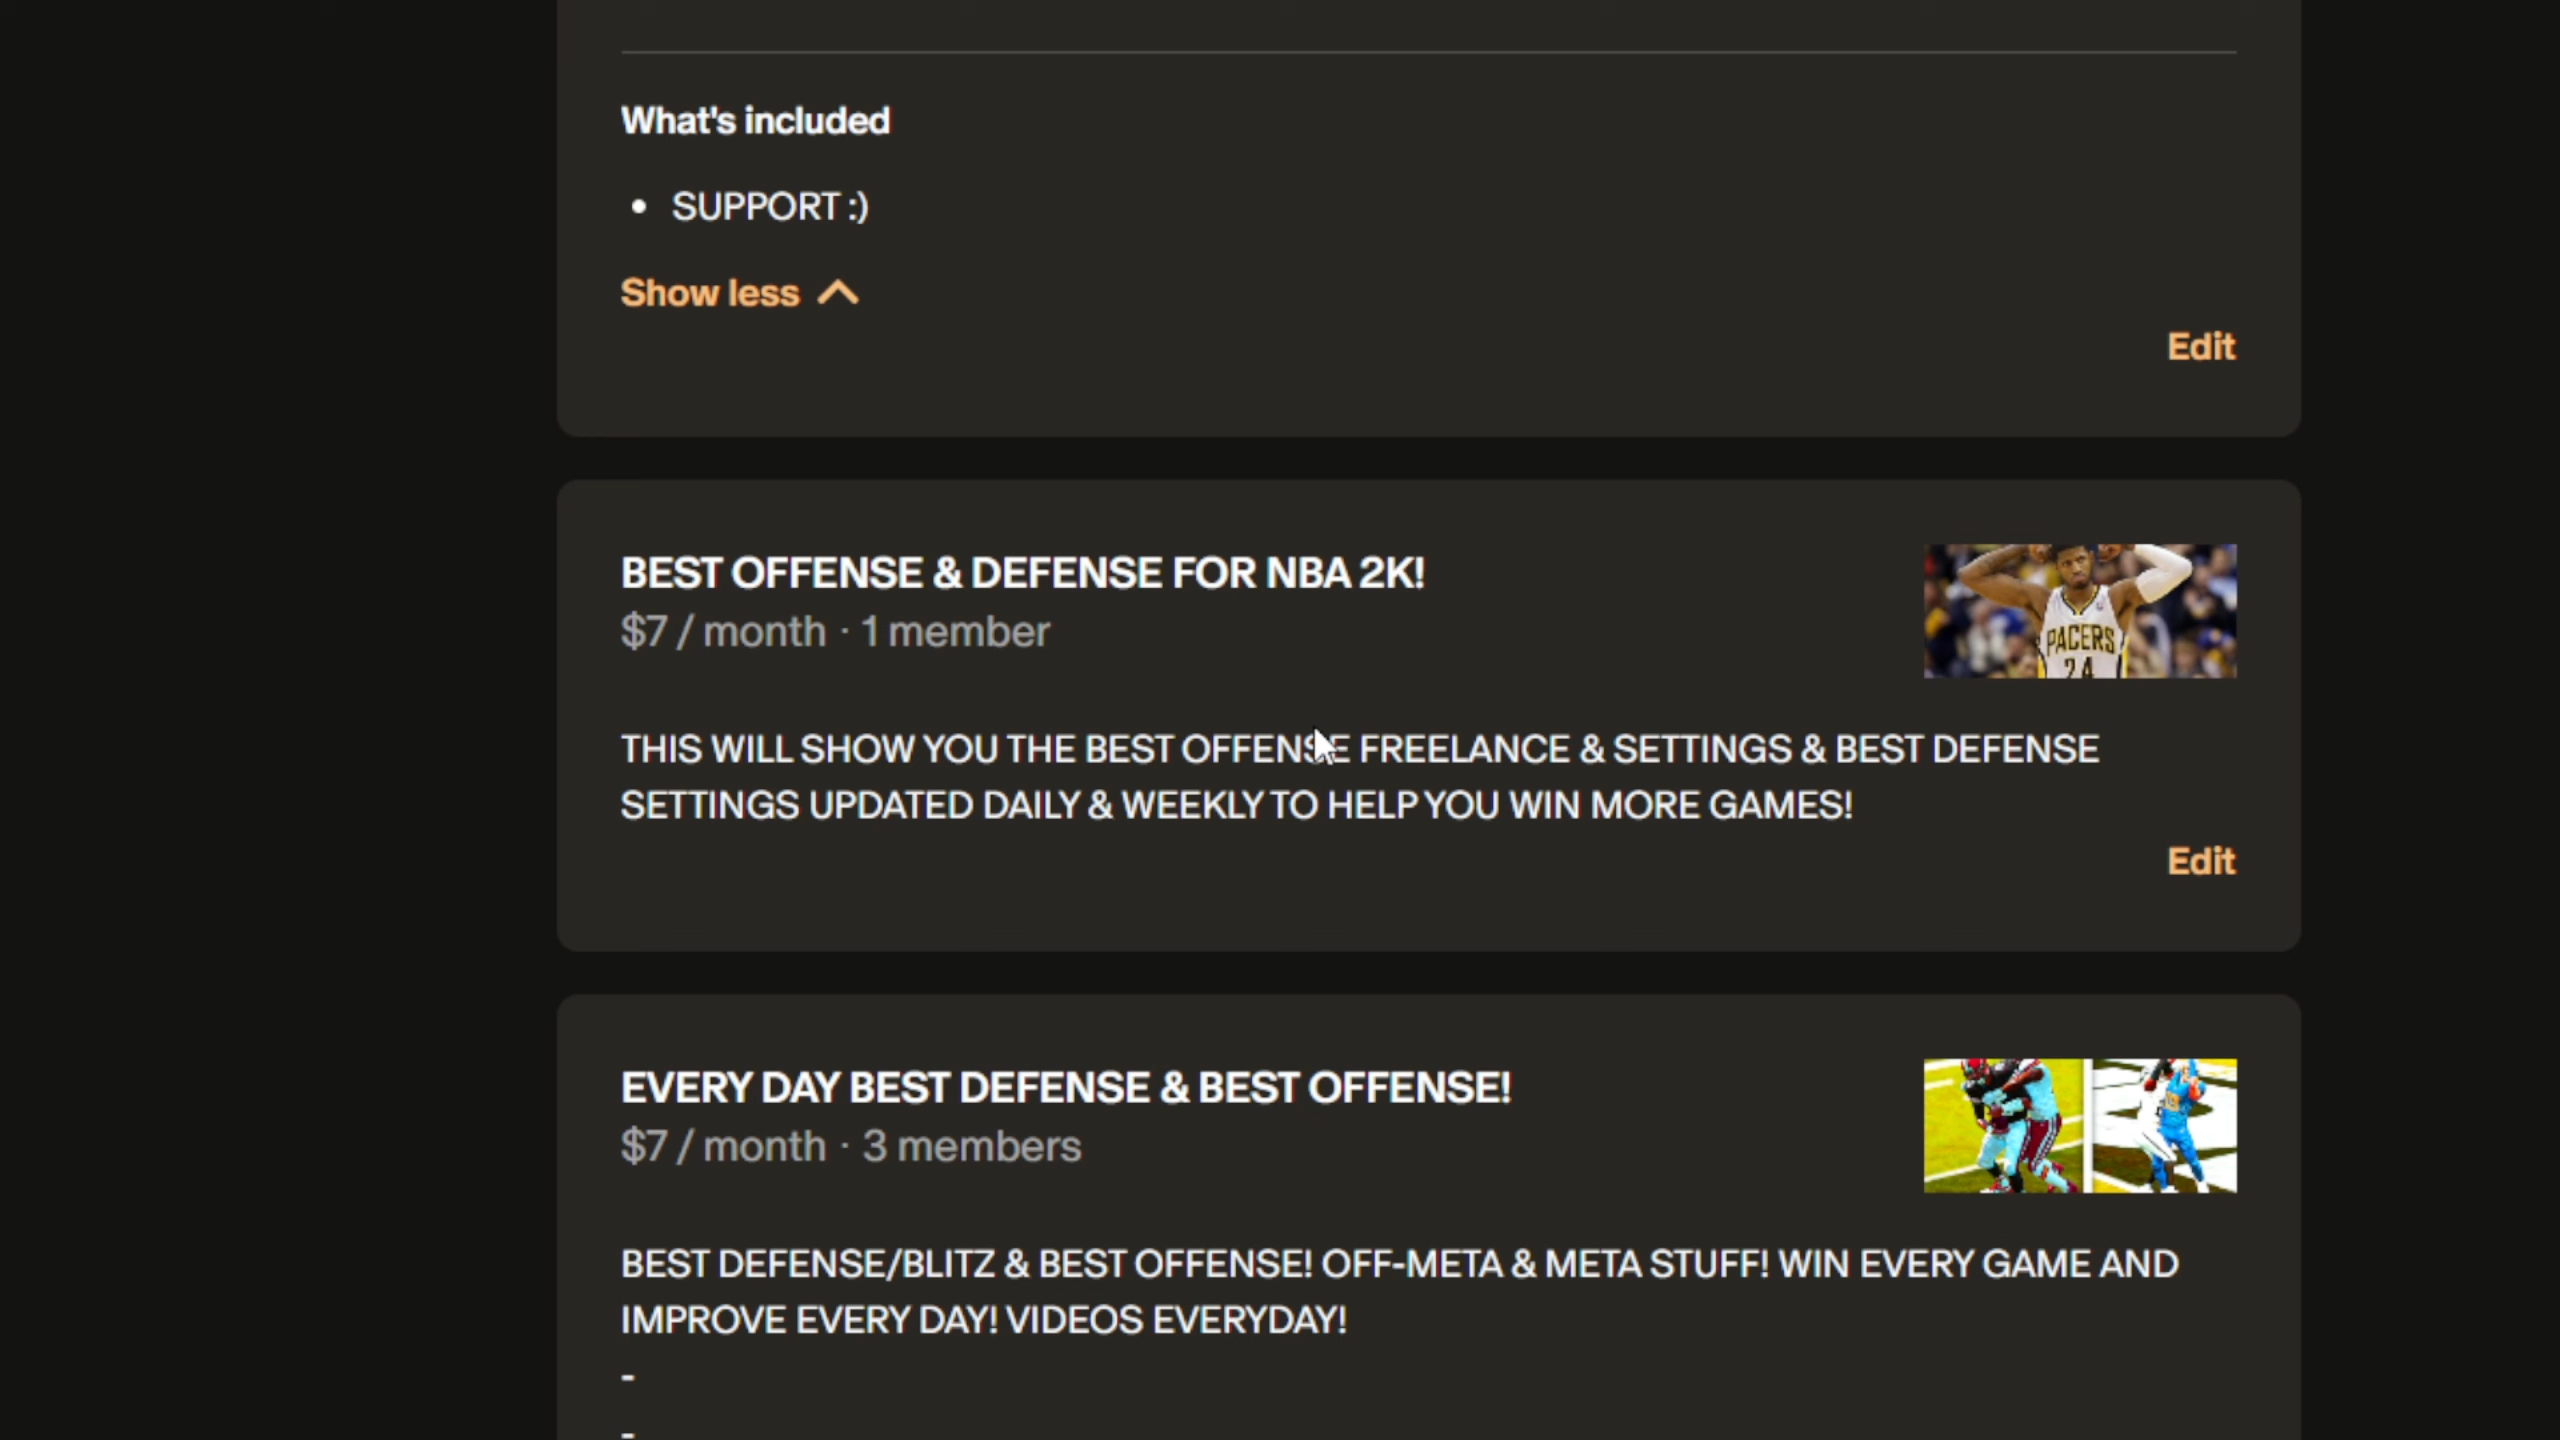 What's included
• SUPPORT :)
Show less
Edit
BEST OFFENSE & DEFENSE FOR NBA 2K!
$7 / month · 1 member
PACERS
24
THIS WILL SHOW YOU THE BEST OFFENSE FREELANCE & SETTINGS & BEST DEFENSE
SETTINGS UPDATED DAILY & WEEKLY TO HELP YOU WIN MORE GAMES!
Edit
EVERY DAY BEST DEFENSE & BEST OFFENSE!
$7 / month · 3 members
BEST DEFENSE/BLITZ & BEST OFFENSE! OFF-META & META STUFF! WIN EVERY GAME AND
IMPROVE EVERY DAY! VIDEOS EVERYDAY!
-
-